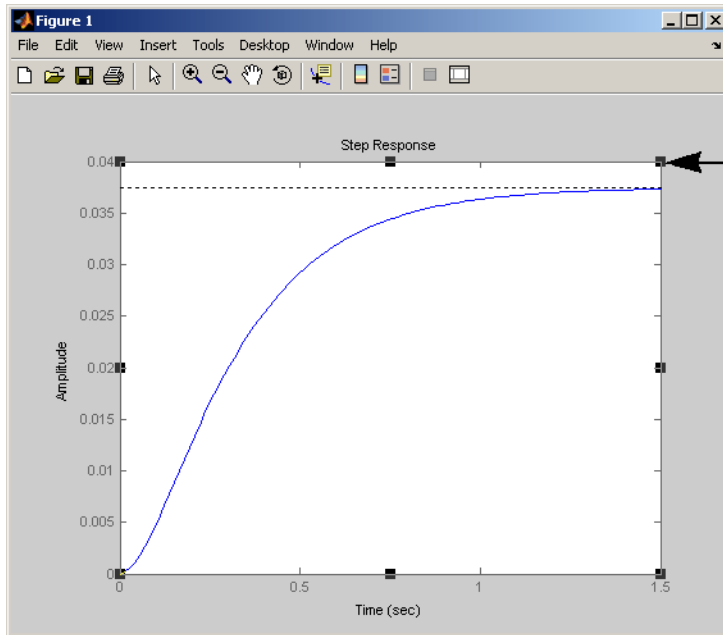 Figure 1
File Edit View Insert Tools Desktop Window Help
Step Response
0.04
0.035
0.03
0.025
0.02
0.015
0.01
0.005
0
Amplitude
0 0.5 1 1.5
Time (sec)